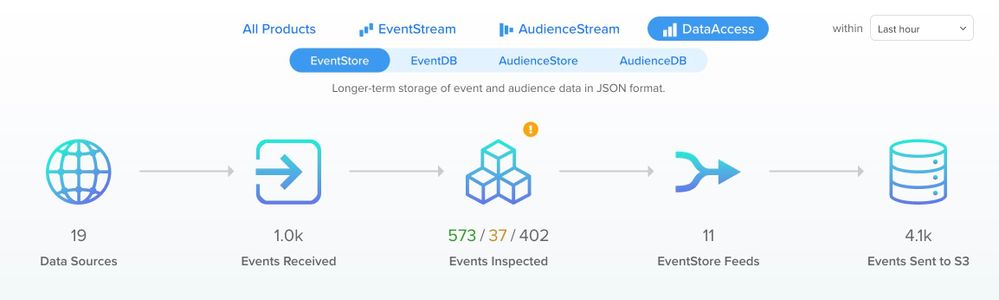 All Products EventStream AudienceStream DataAccess within Last hour
EventStore EventDB AudienceStore AudienceDB
Longer-term storage of event and audience data in JSON format.
!
19 1.0k 573 / 37 / 402 11 4.1k
Data Sources Events Received Events Inspected EventStore Feeds Events Sent to S3